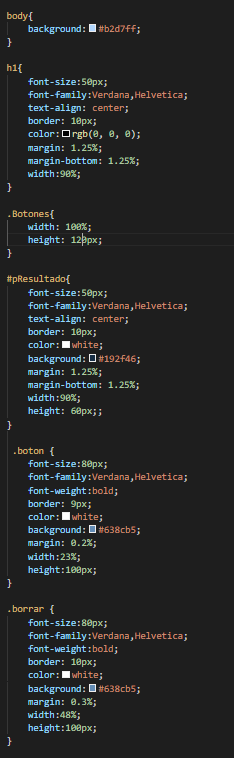 body{
background: #b2d7ff;
}
h1{
font-size:50px;
font-family:Verdana,Helvetica;
text-align: center;
border: 10px;
color: rgb(0, 0, 0);
margin: 1.25%;
margin-bottom: 1.25%;
width:90%;
}
.Botones{
width: 100%;
height: 120px;
}
#pResultado{
font-size:50px;
font-family:Verdana,Helvetica;
text-align: center;
border: 10px;
color: white;
background: #192f46;
margin: 1.25%;
margin-bottom: 1.25%;
width:90%;
height: 60px;;
}
.boton {
font-size:80px;
font-family:Verdana,Helvetica;
font-weight:bold;
border: 9px;
color: white;
background: #638cb5;
margin: 0.2%;
width:23%;
height:100px;
}
.borrar {
font-size:80px;
font-family:Verdana,Helvetica;
font-weight:bold;
border: 10px;
color: white;
background: #638cb5;
margin: 0.3%;
width:48%;
height:100px;
}